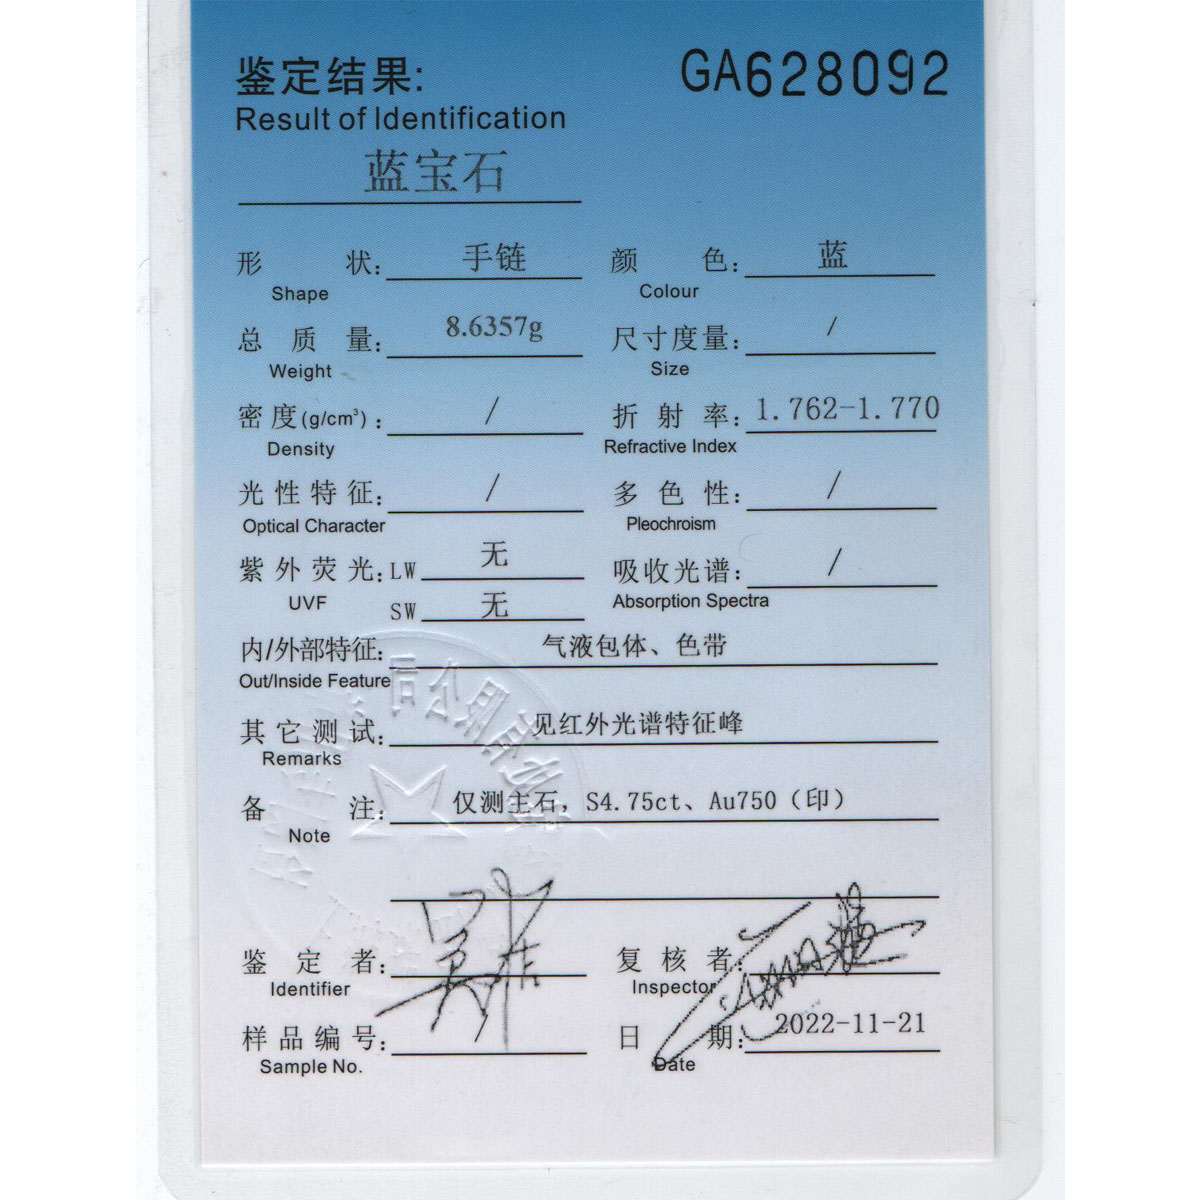 鉴定结果: GA628092
Result of Identification
蓝宝石
形 状: 手链 颜 色: 蓝
Shape Colour
总 质 量: 8.6357g 尺寸度量: /
Weight Size
密度(g/cm³): / 折 射 率: 1.762-1.770
Density Refractive Index
光性特征: / 多 色 性: /
Optical Character Pleochroism
紫外荧光: LW 无 吸收光谱: /
UVF SW 无 Absorption Spectra
内/外部特征: 气液包体、色带
Out/Inside Feature
其它测试: 见红外光谱特征峰
Remarks
备 注: 仅测主石，S4.75ct、Au750（印）
Note
鉴 定 者: 复 核 者:
Identifier Inspector
样品编号: 日 期: 2022-11-21
Sample No. Date